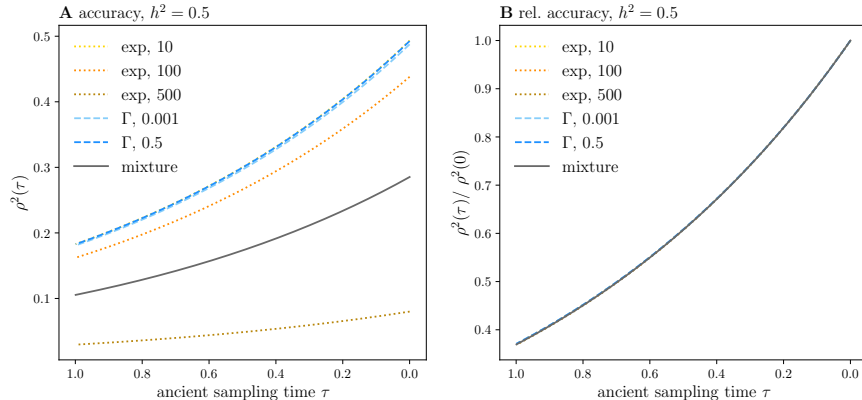 A accuracy, h² = 0.5
0.5
0.4
0.3
0.2
0.1
ρ²(τ)
exp, 10
exp, 100
exp, 500
Γ, 0.001
Γ, 0.5
mixture
1.0 0.8 0.6 0.4 0.2 0.0
ancient sampling time τ
B rel. accuracy, h² = 0.5
1.0
0.9
0.8
0.7
0.6
0.5
0.4
ρ²(τ)/ ρ²(0)
exp, 10
exp, 100
exp, 500
Γ, 0.001
Γ, 0.5
mixture
1.0 0.8 0.6 0.4 0.2 0.0
ancient sampling time τ